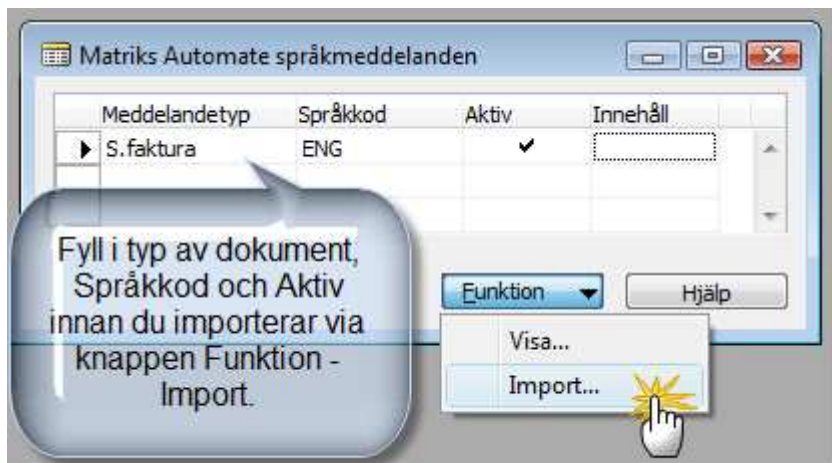 Matriks Automate språkmeddelanden
Meddelandetyp Språkkod Aktiv Innehåll
S.faktura ENG
Fyll i typ av dokument,
Språkkod och Aktiv
innan du importerar via
knappen Funktion -
Import.
Funktion Hjälp
Visa...
Import...